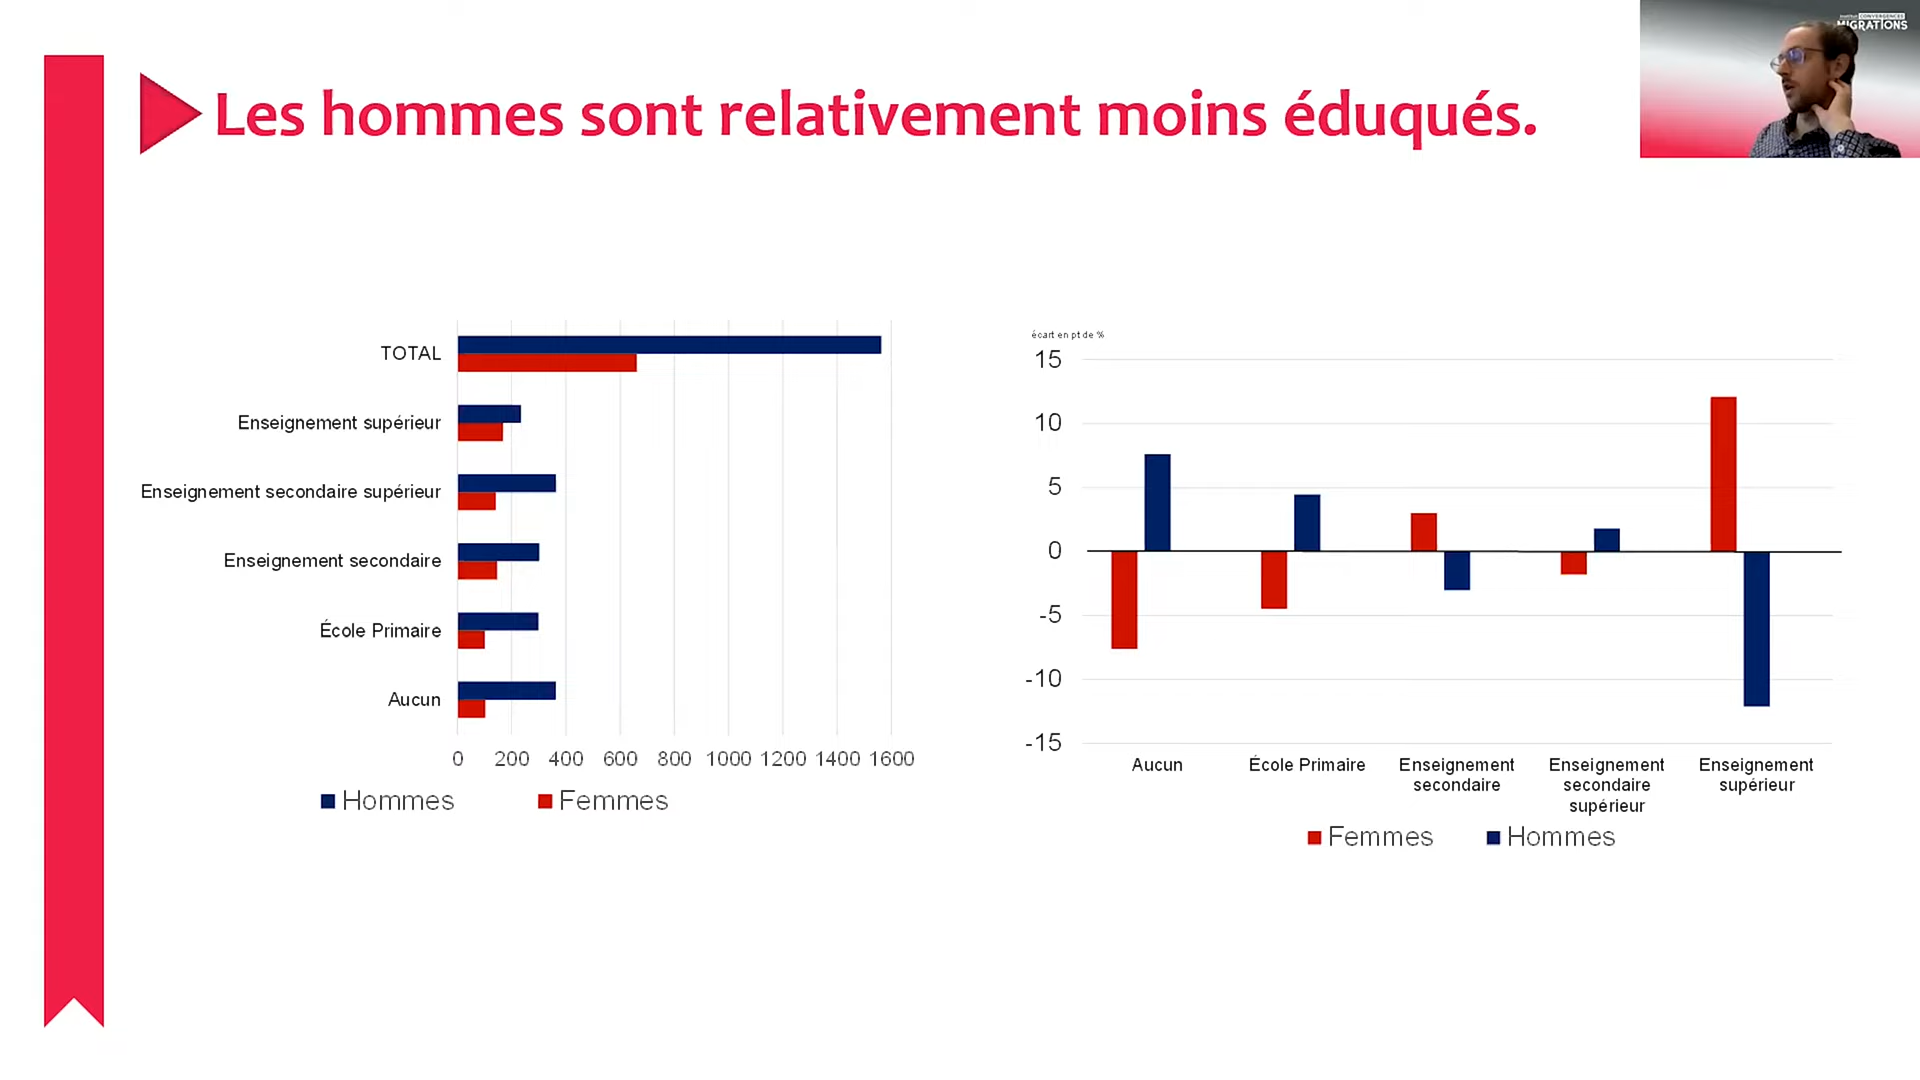 CONVERGENCES
MIGRATIONS
Les hommes sont relativement moins éduqués.
TOTAL
Enseignement supérieur
Enseignement secondaire supérieur
Enseignement secondaire
École Primaire
Aucun
0 200 400 600 800 1000 1200 1400 1600
Hommes Femmes
écart en pt de %
15
10
5
0
-5
-10
-15
Aucun École Primaire Enseignement secondaire Enseignement secondaire supérieur Enseignement supérieur
Femmes Hommes